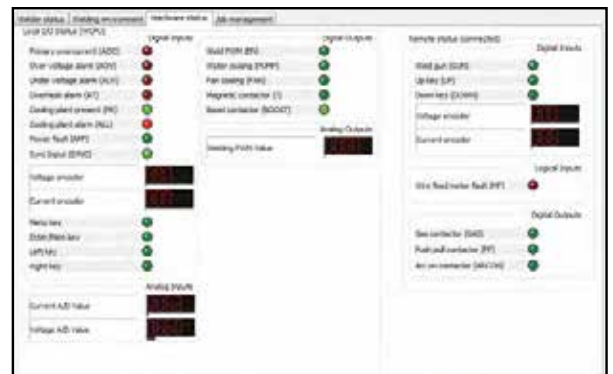 Welder status Welding environment Hardware status Job management
Local I/O Status (WCPU)
Digital Inputs
Primary overcurrent (ADC)
Over voltage alarm (AOV)
Under voltage alarm (AUV)
Overheat alarm (AT)
Cooling plant present (PR)
Cooling plant alarm (ALL)
Power fault (APF)
Sync Input (SYNC)
Voltage encoder
Current encoder
Menu key
Enter/Mem key
Left key
Right key
Analog Inputs
Current A/D Value
Voltage A/D Value
Digital Outputs
Weld PWM (EN)
Water cooling (PUMP)
Fan cooling (FAN)
Magnetic contactor
Boost contactor (BOOST)
Analog Outputs
Welding PWM Value
Remote status (connected)
Digital Inputs
Weld gun (GUN)
Up key (UP)
Down key (DOWN)
Voltage encoder
Current encoder
Logical Inputs
Wire feed motor fault (MF)
Digital Outputs
Gas contactor (GAS)
Push pull contactor (PP)
Arc on contactor